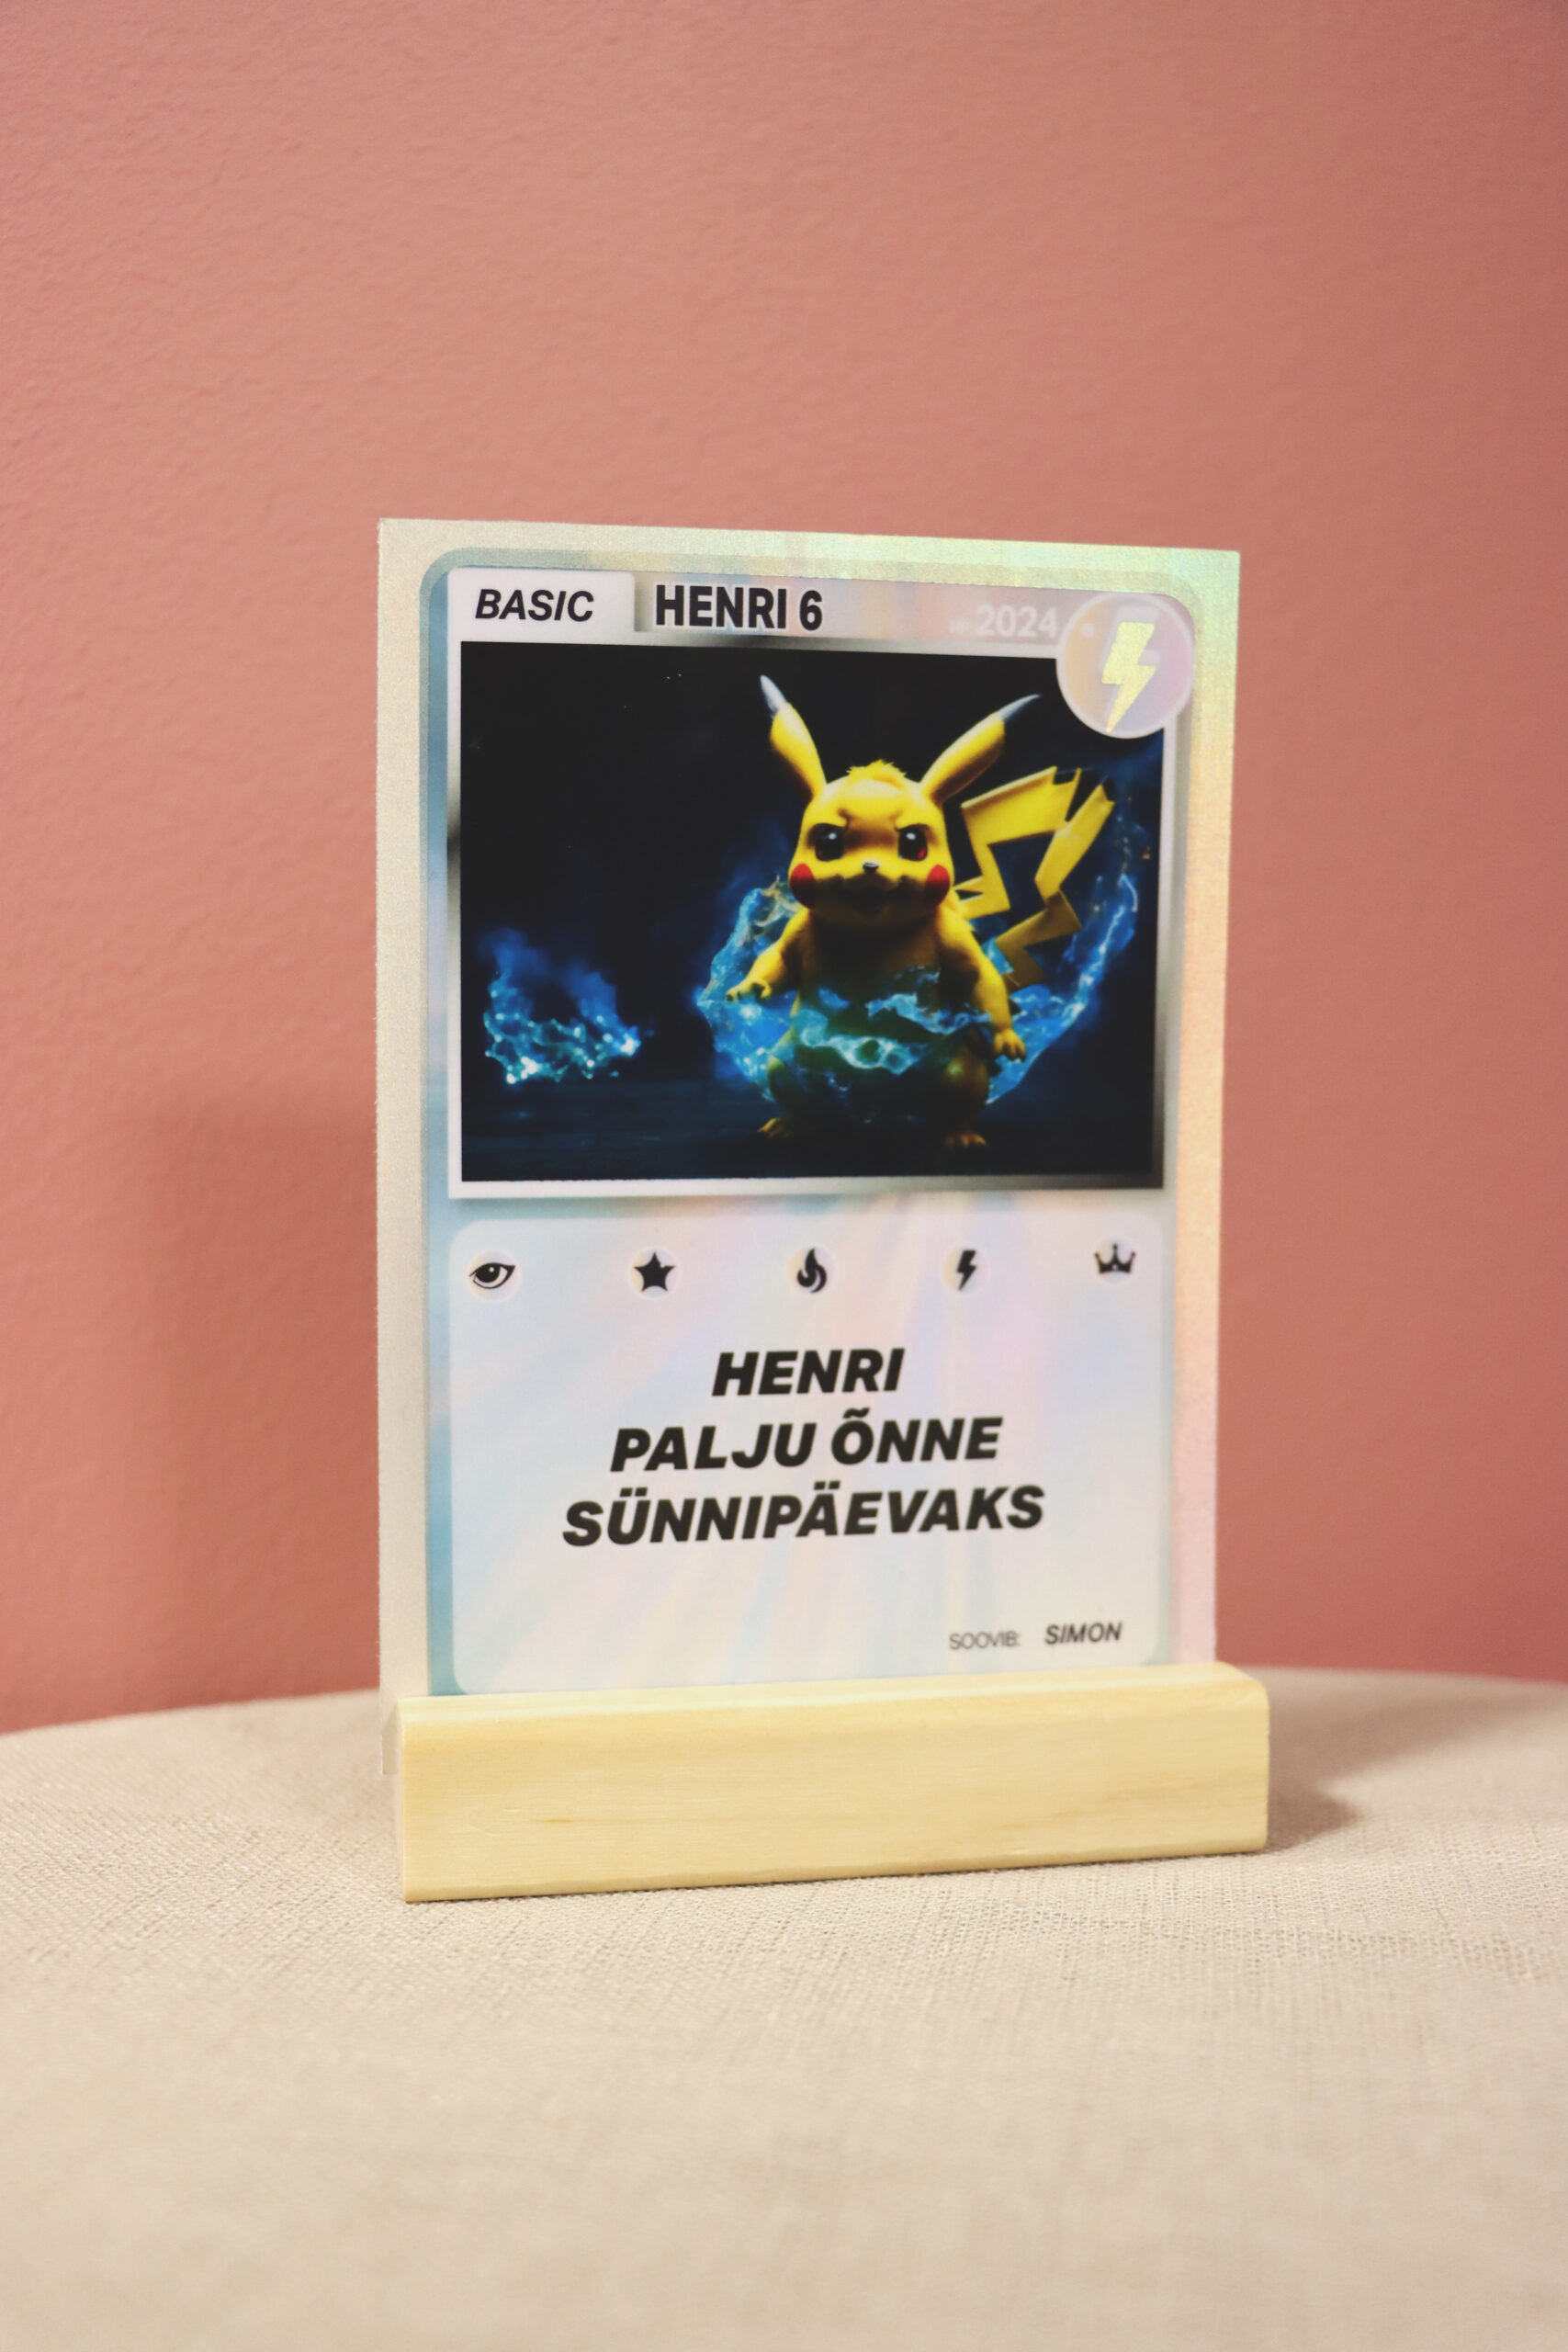 BASIC HENRI 6 HP 2024
HENRI
PALJU ÕNNE
SÜNNIPÄEVAKS
SOOVIB: SIMON